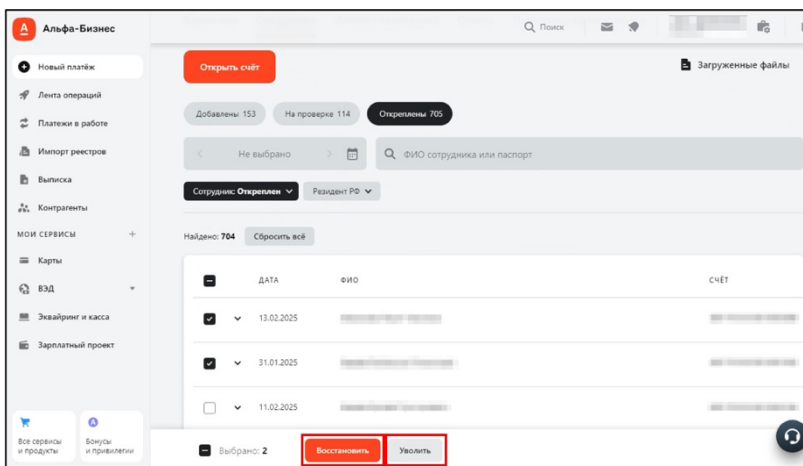 Альфа-Бизнес
Поиск
Новый платёж
Лента операций
Платежи в работе
Импорт реестров
Выписка
Контрагенты
МОИ СЕРВИСЫ
Карты
ВЭД
Эквайринг и касса
Зарплатный проект
Все сервисы и продукты
Бонусы и привилегии
Открыть счёт
Загруженные файлы
Добавлены 153
На проверке 114
Откреплены 705
Не выбрано
ФИО сотрудника или паспорт
Сотрудник: Откреплен
Резидент РФ
Найдено: 704
Сбросить всё
ДАТА ФИО СЧЁТ
13.02.2025
31.01.2025
11.02.2025
Выбрано: 2
Восстановить
Уволить